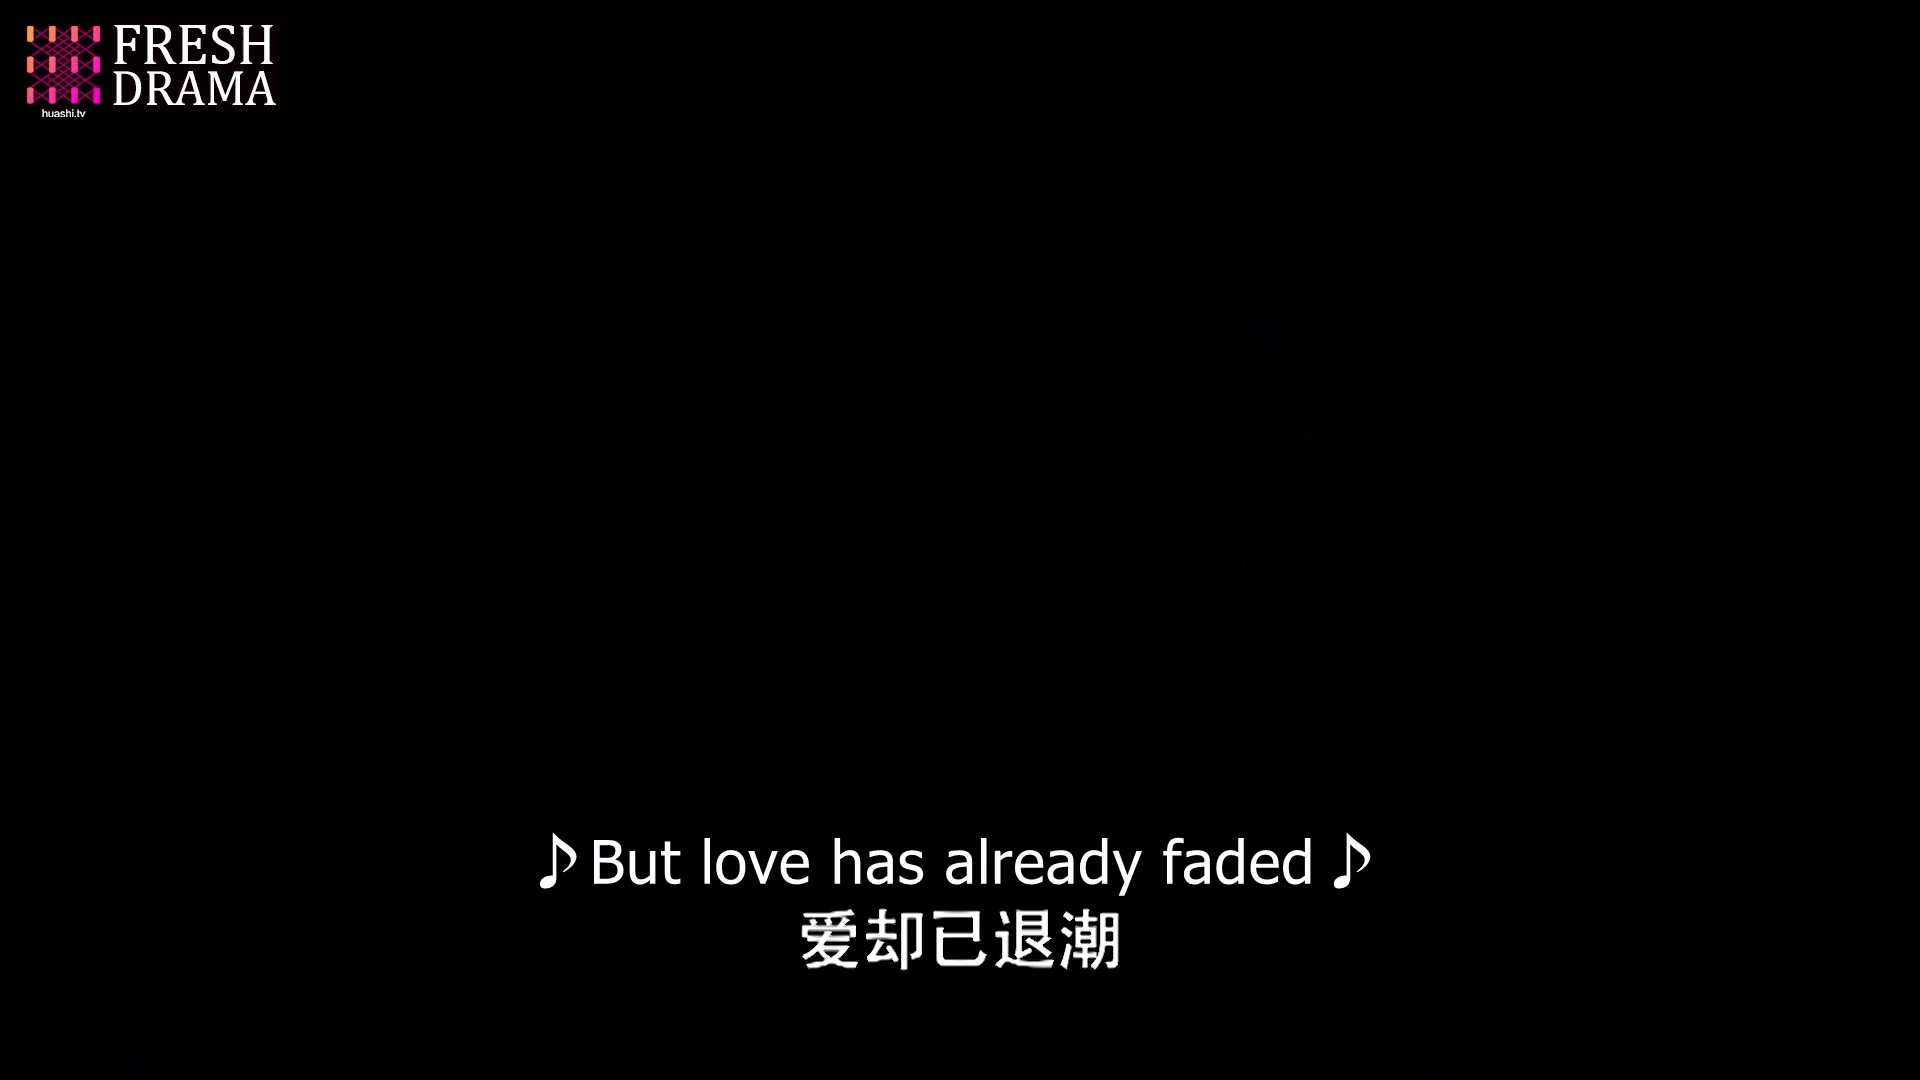 FRESH
DRAMA
huashi.tv
♪But love has already faded♪
爱却已退潮